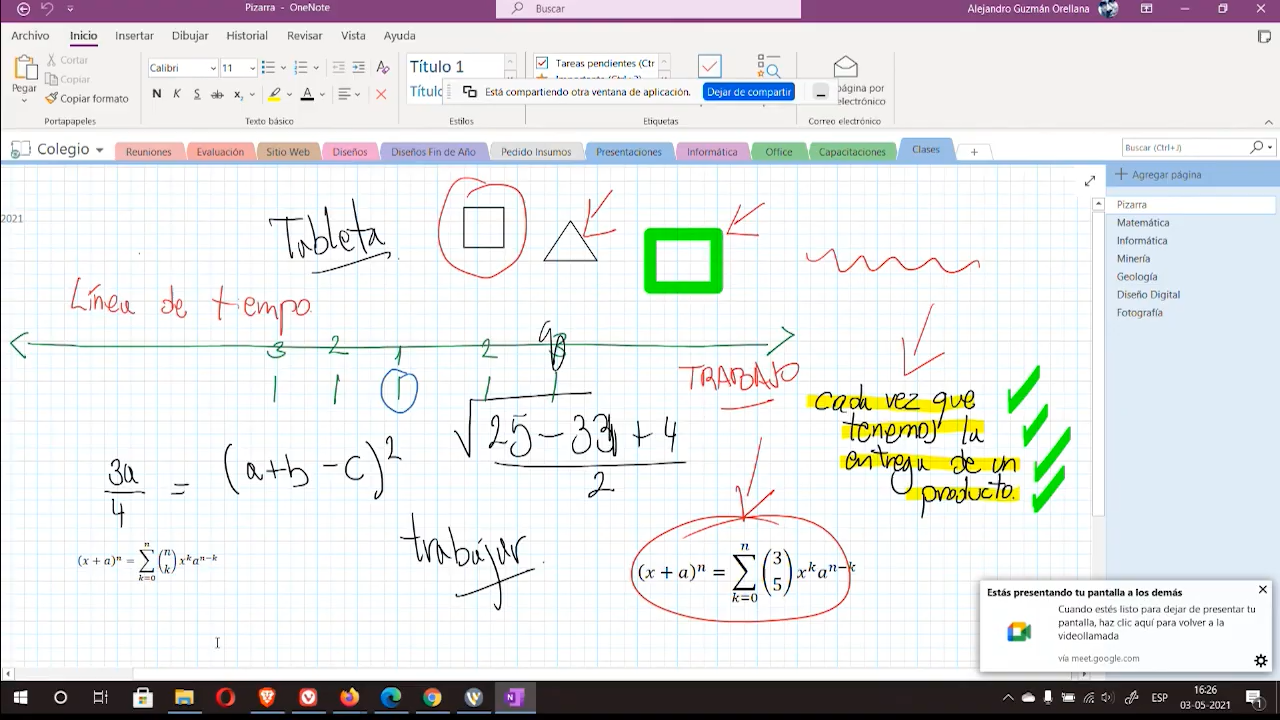 Pizarra - OneNote
Buscar
Alejandro Guzmán Orellana
Archivo Inicio Insertar Dibujar Historial Revisar Vista Ayuda
Pegar
Cortar
Copiar
Copiar formato
Portapapeles
Calibri 11
N K S ab x
Texto básico
Título 1
Estilos
Tareas pendientes (Ctr
Etiquetas
página por
electrónico
Correo electrónico
Está compartiendo otra ventana de aplicación. Dejar de compartir
Colegio
Reuniones Evaluación Sitio Web Diseños Diseños Fin de Año Pedido Insumos Presentaciones Informática Office Capacitaciones Clases +
Buscar (Ctrl+J)
Agregar página
Pizarra
Matemática
Informática
Minería
Geología
Diseño Digital
Fotografía
2021
Tableta
Línea de tiempo
3 2 1 2
TRABAJO
cada vez que
tenemos la
entrega de un
producto.
3a/4 = (a+b-c)²
trabajar
(x + a)ⁿ = ∑ₖ₌₀ⁿ (n k) xᵏaⁿ⁻ᵏ
(x + a)ⁿ = ∑ₖ₌₀ⁿ (3 5) xᵏaⁿ⁻ᵏ
Estás presentando tu pantalla a los demás
Cuando estés listo para dejar de presentar tu
pantalla, haz clic aquí para volver a la
videollamada
vía meet.google.com
ESP
16:26
03-05-2021